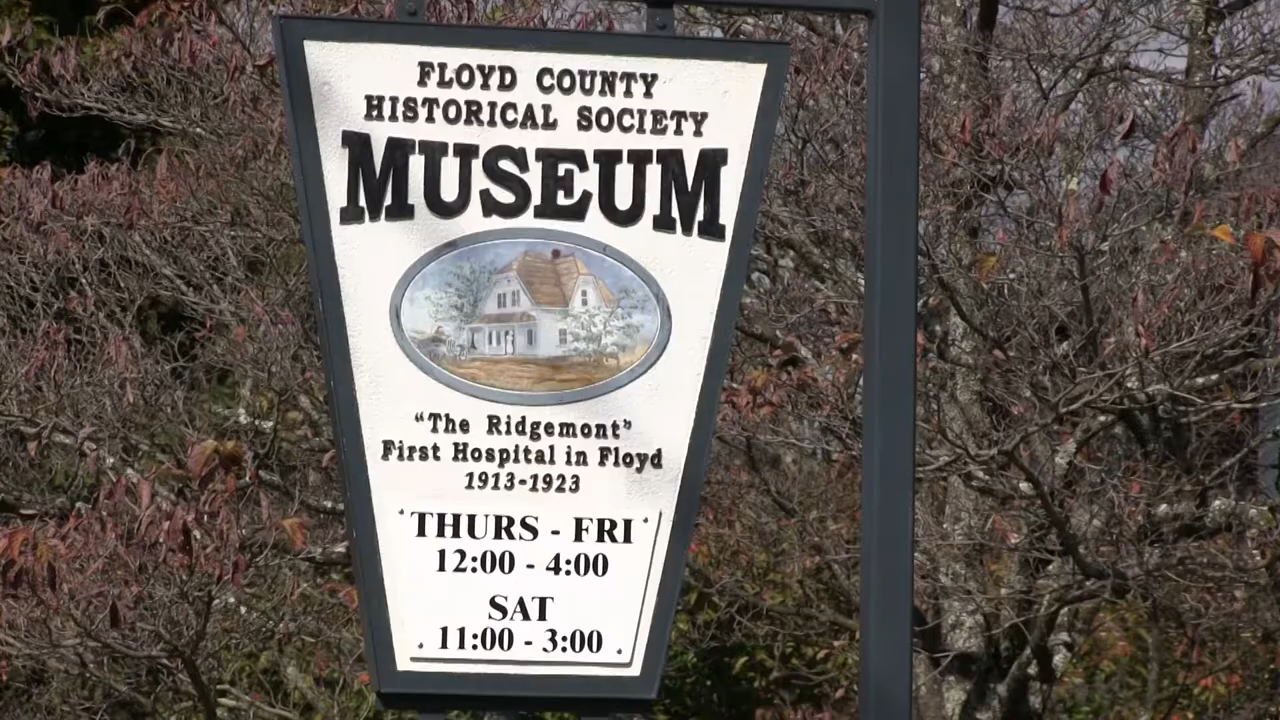 FLOYD COUNTY
HISTORICAL SOCIETY
MUSEUM
“The Ridgemont”
First Hospital in Floyd
1913-1923
THURS - FRI
12:00 - 4:00
SAT
11:00 - 3:00